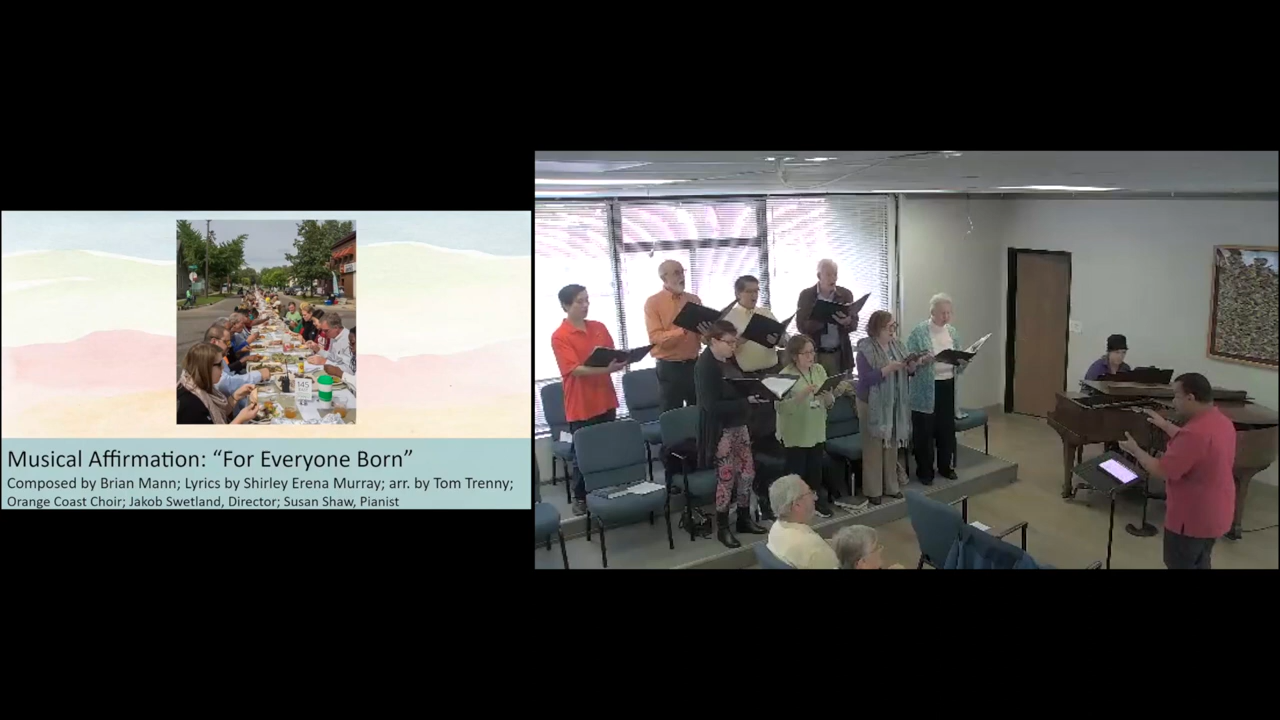 Musical Affirmation: “For Everyone Born”
Composed by Brian Mann; Lyrics by Shirley Erena Murray; arr. by Tom Trenny;
Orange Coast Choir; Jakob Swetland, Director; Susan Shaw, Pianist
145